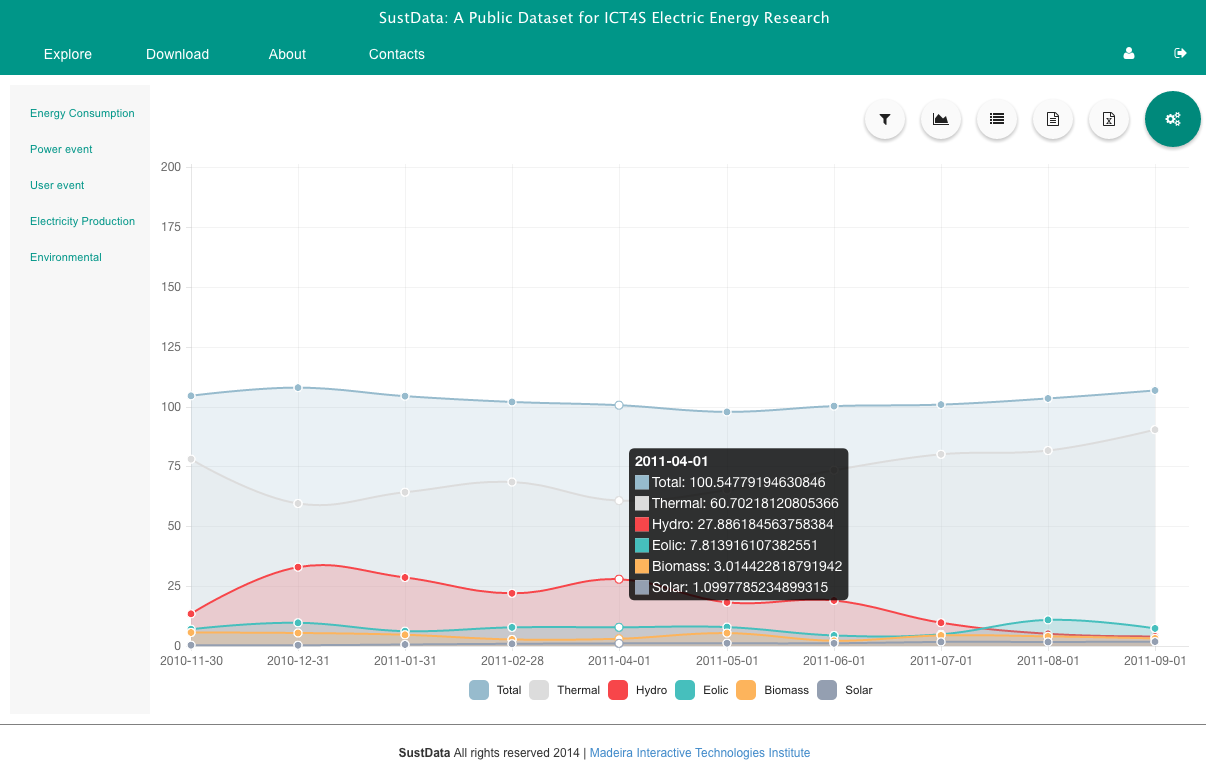 SustData: A Public Dataset for ICT4S Electric Energy Research
Explore Download About Contacts
Energy Consumption
Power event
User event
Electricity Production
Environmental
200
175
150
125
100
75
50
25
0
2011-04-01
Total: 100.54779194630846
Thermal: 60.70218120805366
Hydro: 27.886184563758384
Eolic: 7.813916107382551
Biomass: 3.014422818791942
Solar: 1.0997785234899315
2010-11-30 2010-12-31 2011-01-31 2011-02-28 2011-04-01 2011-05-01 2011-06-01 2011-07-01 2011-08-01 2011-09-01
Total Thermal Hydro Eolic Biomass Solar
SustData All rights reserved 2014 | Madeira Interactive Technologies Institute